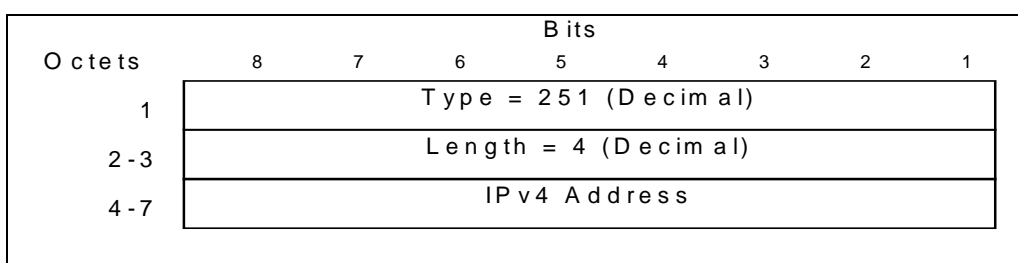 Bits
Octets 8 7 6 5 4 3 2 1
1 Type = 251 (Decimal)
2-3 Length = 4 (Decimal)
4-7 IPv4 Address